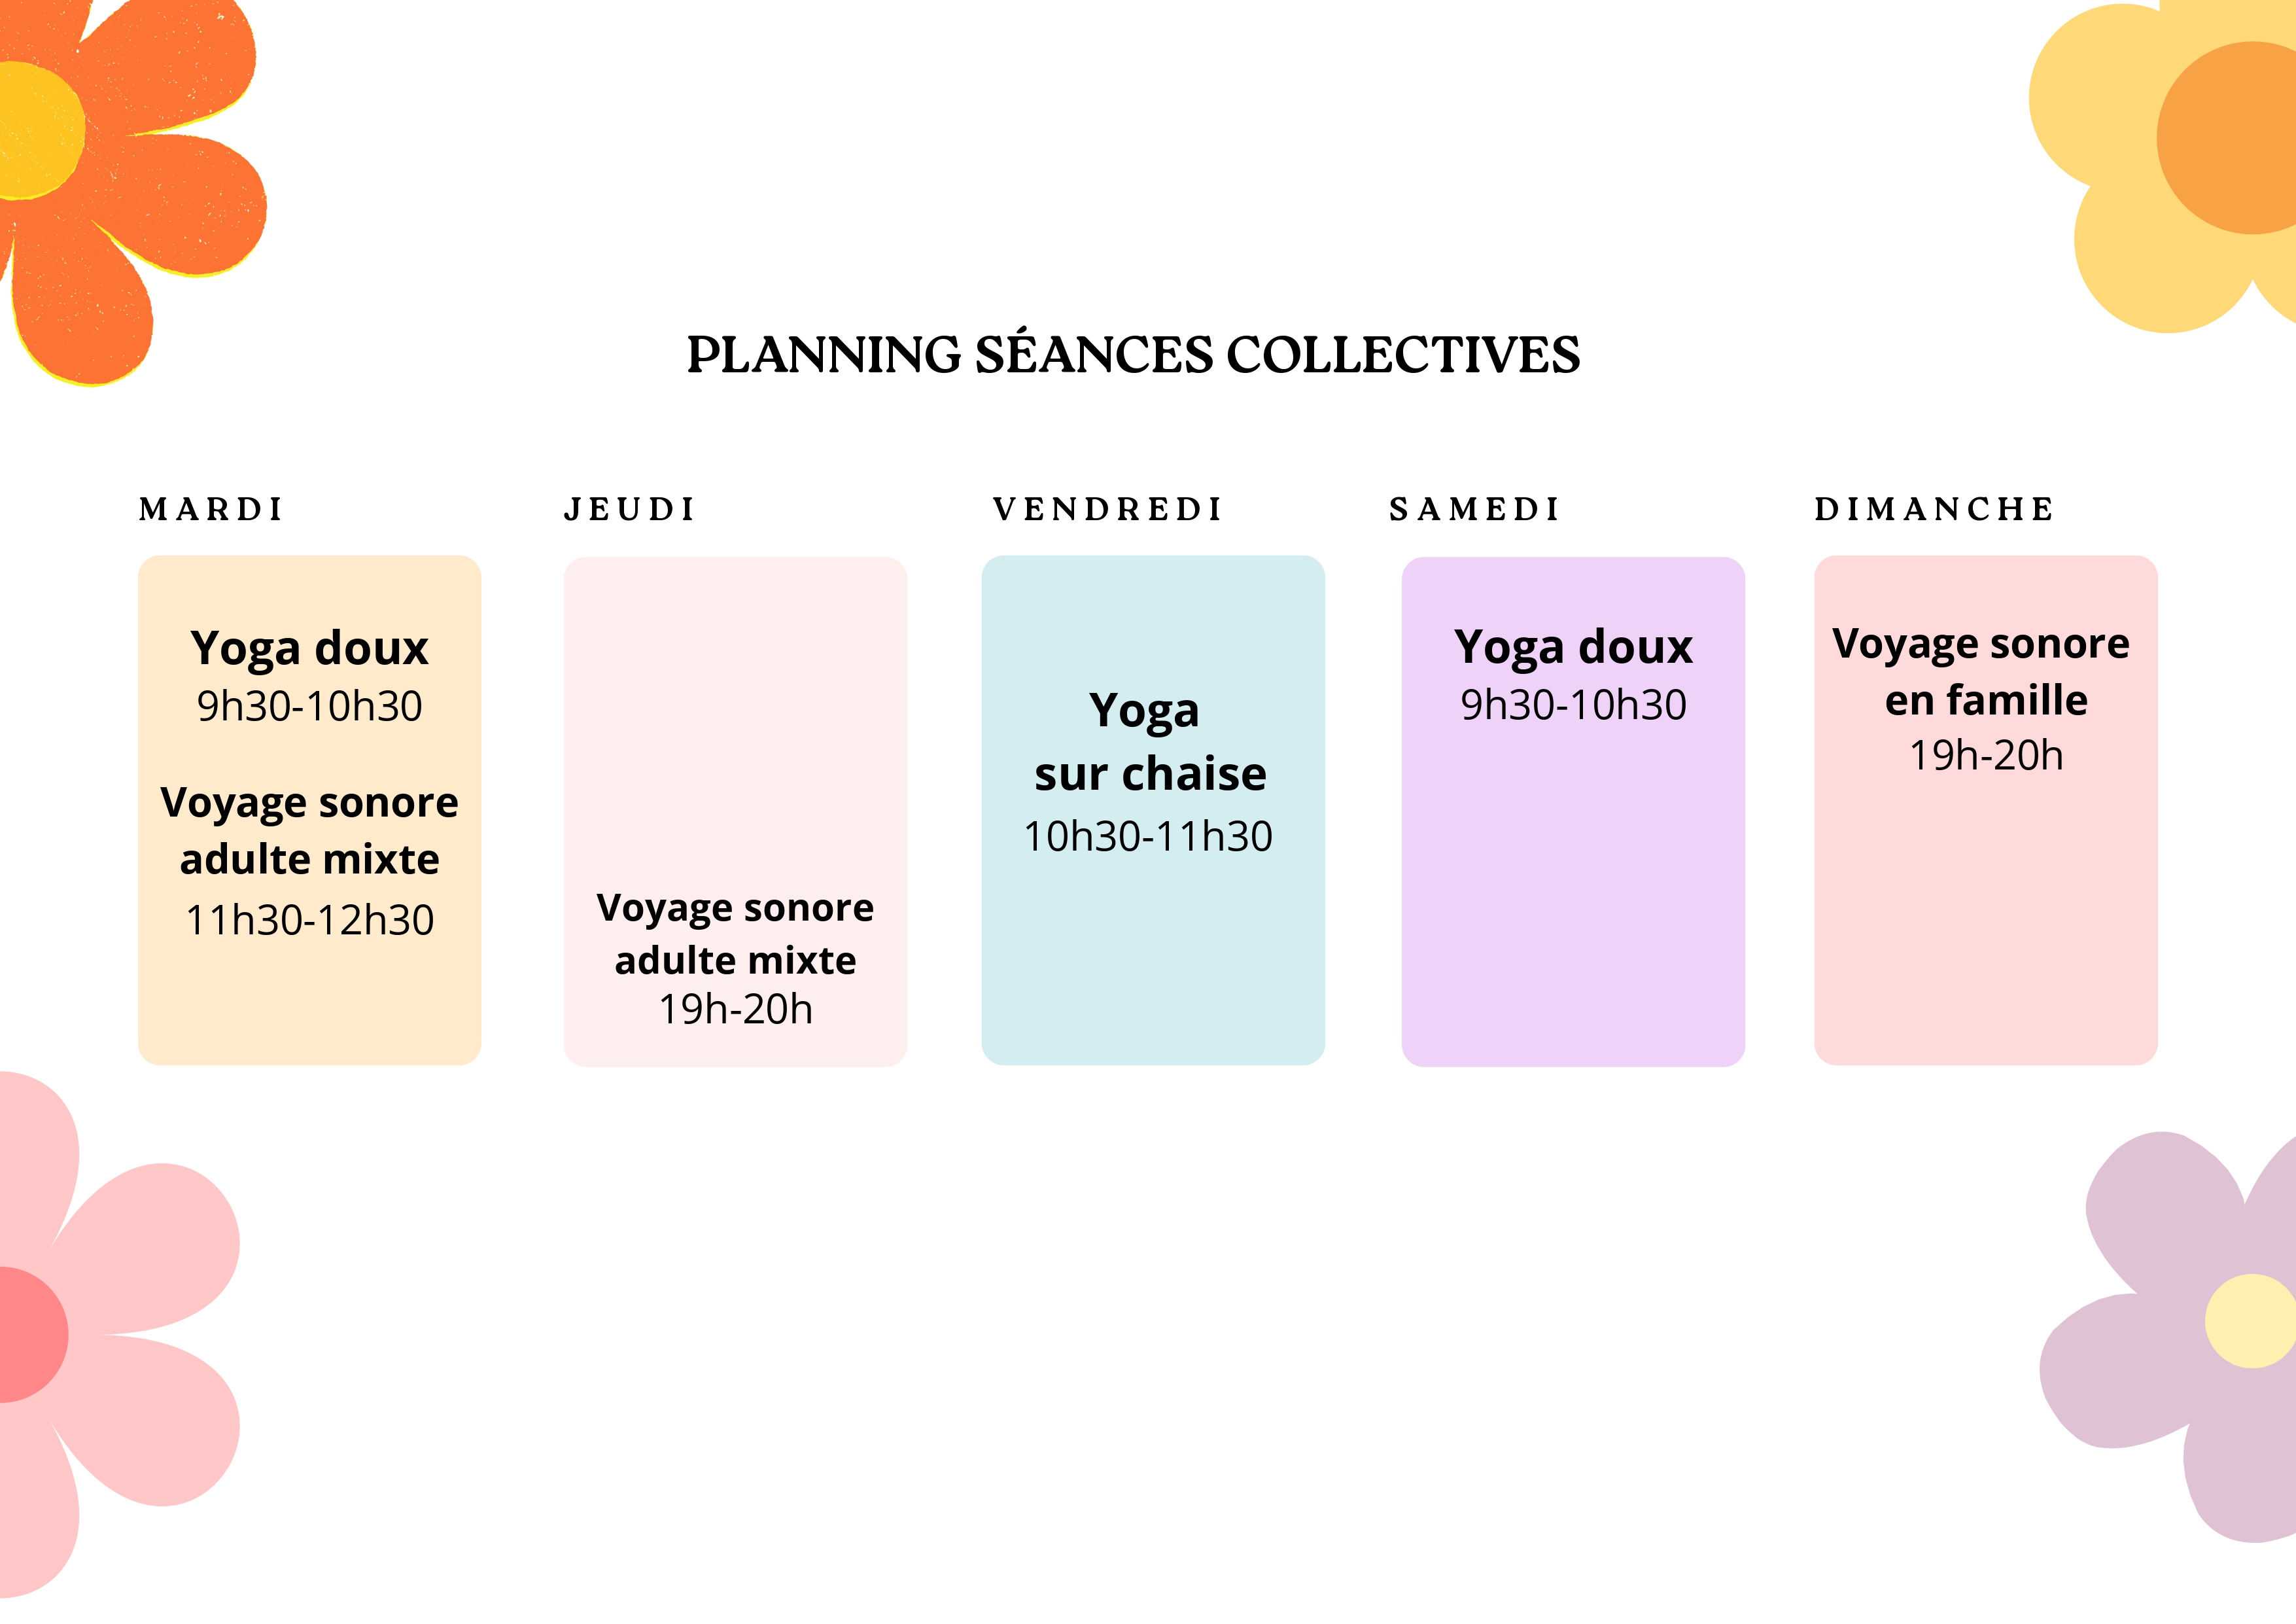 PLANNING SÉANCES COLLECTIVES
MARDI
Yoga doux
9h30-10h30
Voyage sonore
adulte mixte
11h30-12h30
JEUDI
Voyage sonore
adulte mixte
19h-20h
VENDREDI
Yoga
sur chaise
10h30-11h30
SAMEDI
Yoga doux
9h30-10h30
DIMANCHE
Voyage sonore
en famille
19h-20h